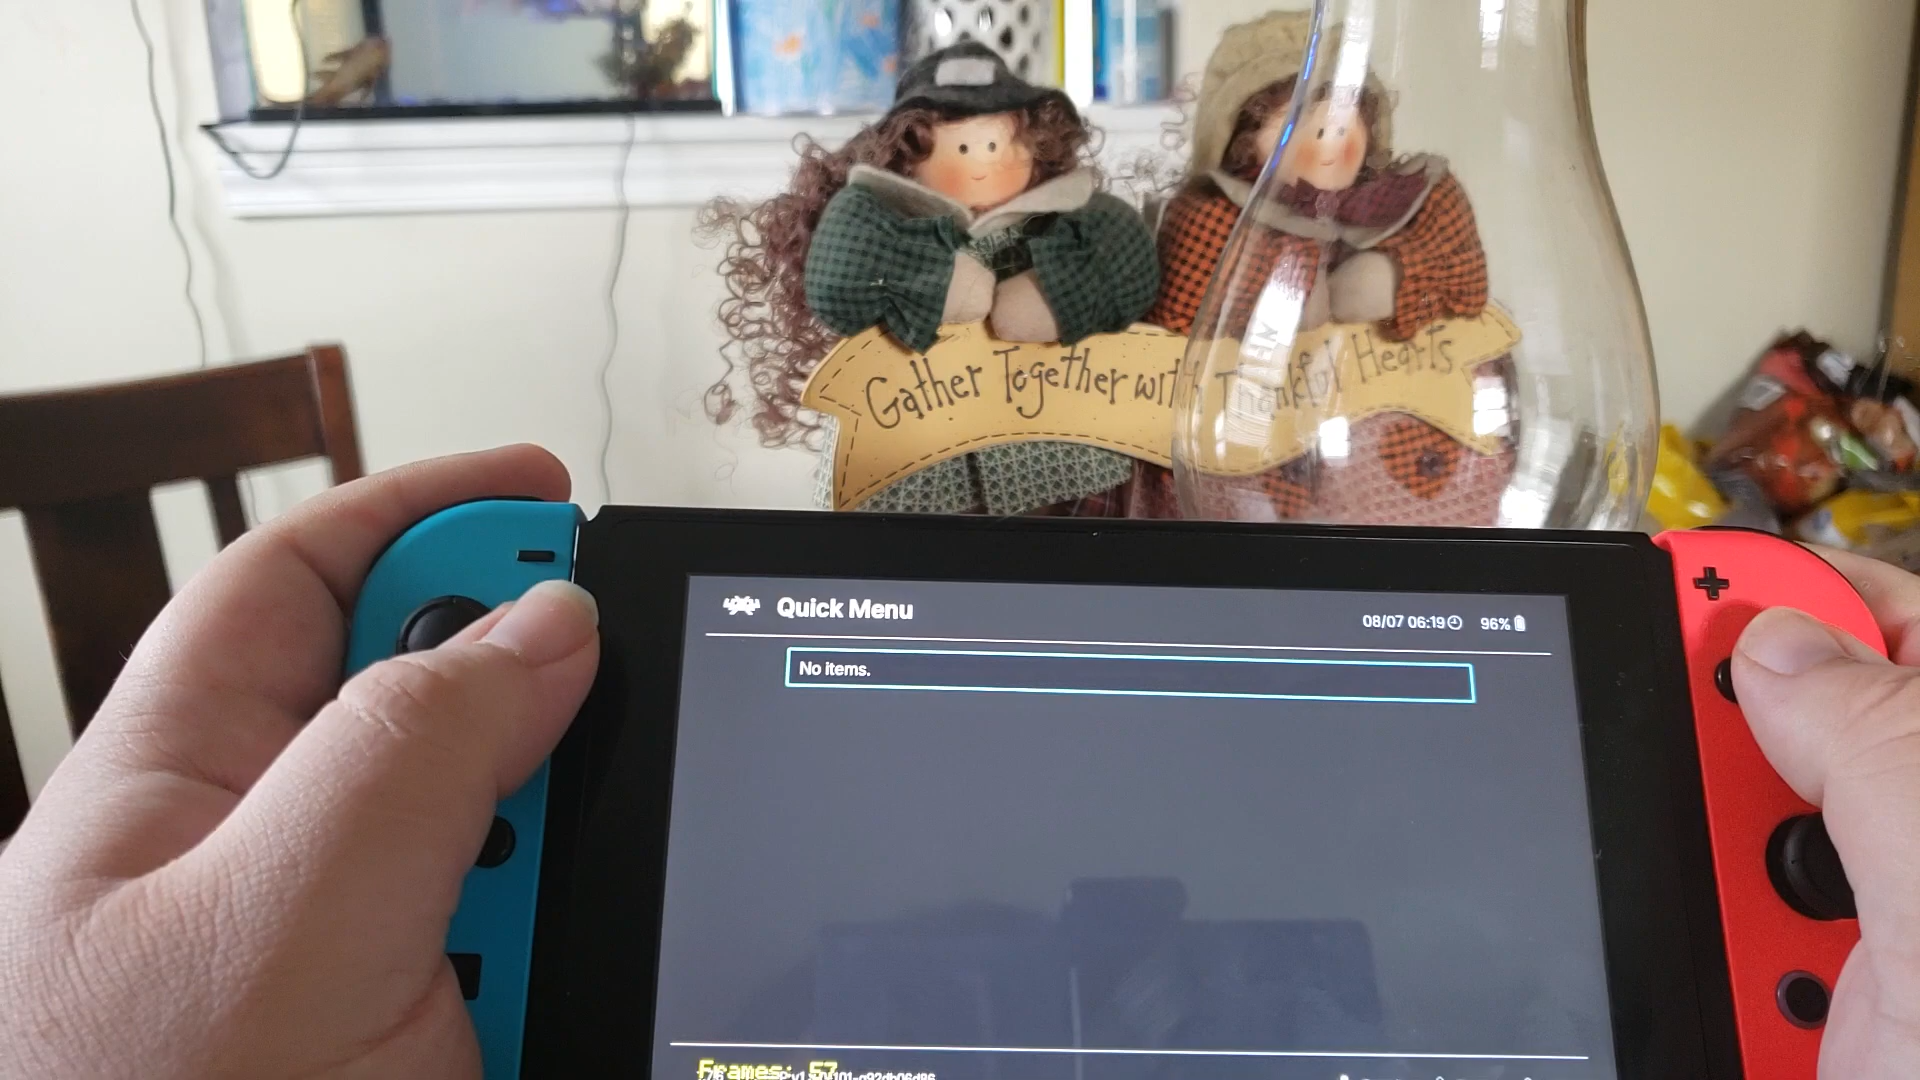 Gather Together with Thankful Hearts
Quick Menu
08/07 06:19 96%
No items.
Frames: 57